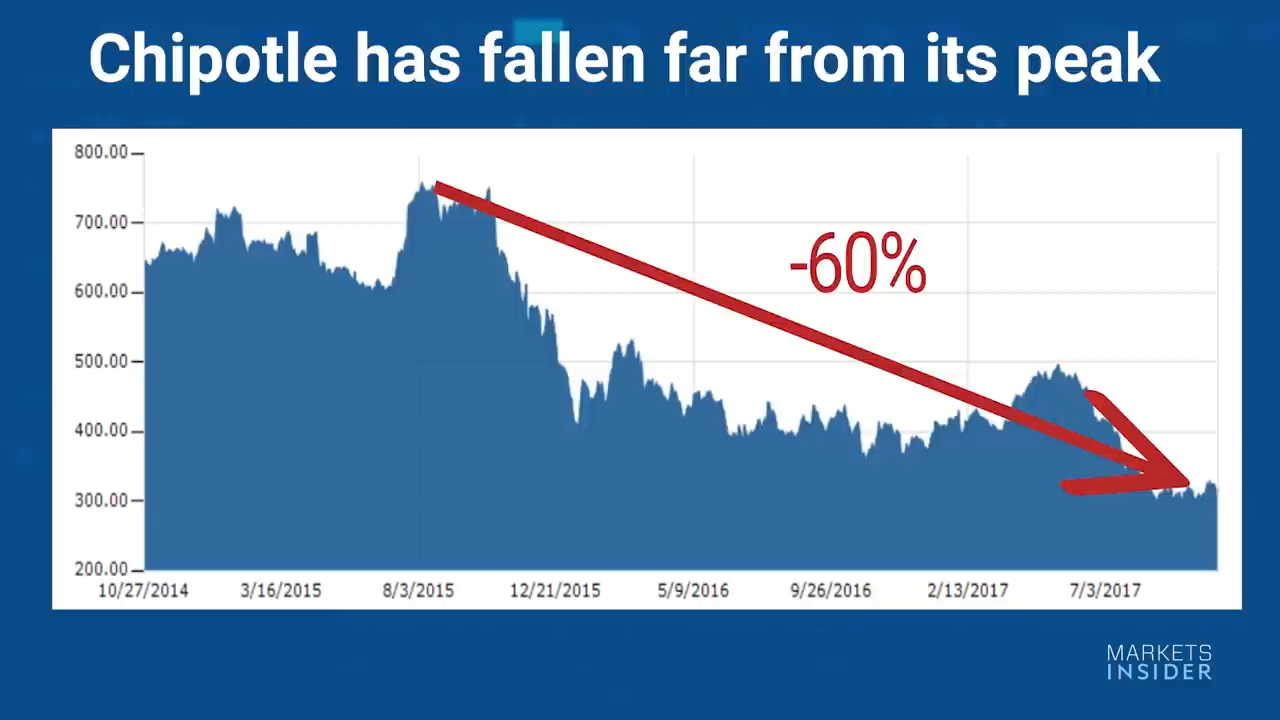 Chipotle has fallen far from its peak
800.00
700.00
600.00
500.00
400.00
300.00
200.00
-60%
10/27/2014 3/16/2015 8/3/2015 12/21/2015 5/9/2016 9/26/2016 2/13/2017 7/3/2017
MARKETS
INSIDER